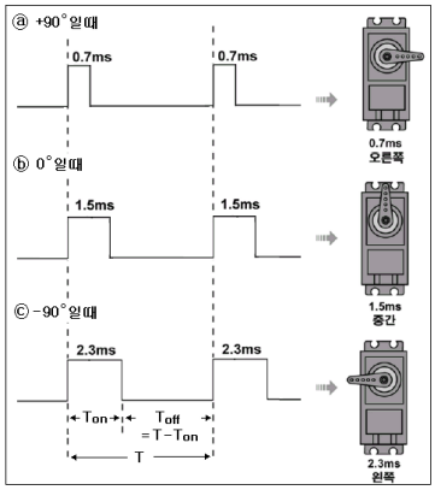 ⓐ +90°일때
0.7ms 0.7ms
0.7ms
오른쪽
ⓑ 0°일때
1.5ms 1.5ms
1.5ms
중간
ⓒ -90°일때
2.3ms 2.3ms
Ton Toff
=T-Ton
T
2.3ms
왼쪽